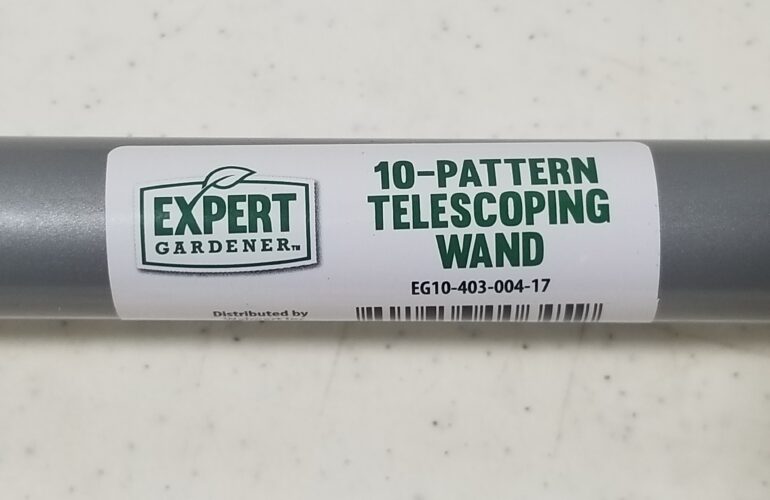 EXPERT
GARDENER™
10-PATTERN
TELESCOPING
WAND
EG10-403-004-17
Distributed by